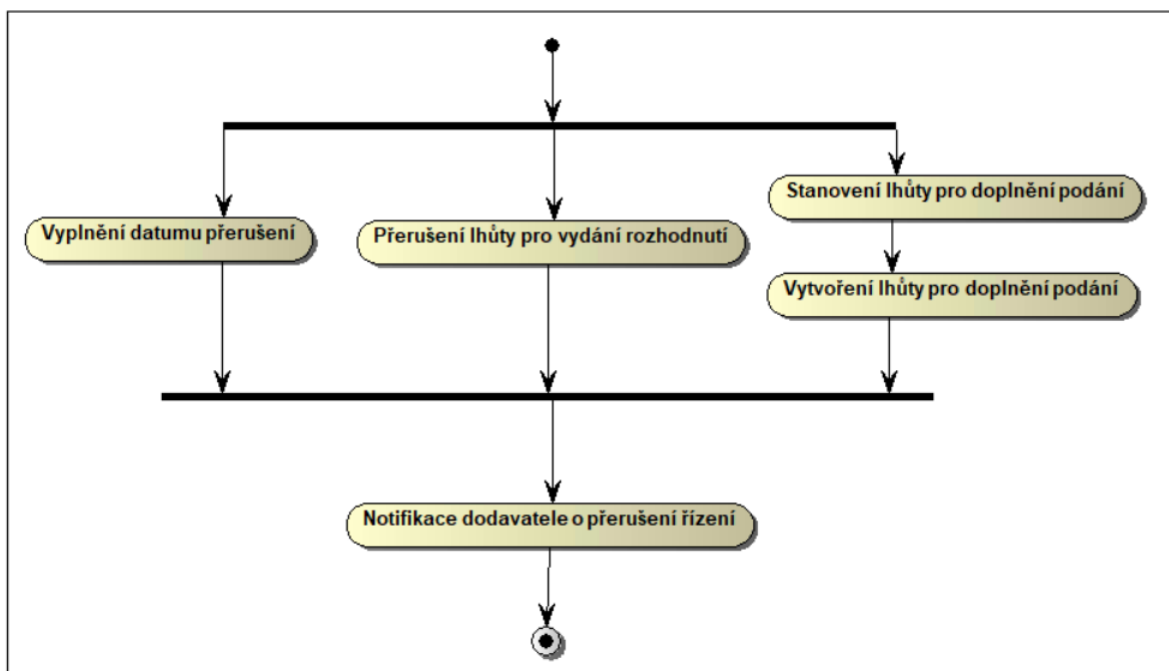 Stanovení lhůty pro doplnění podání
Vyplnění datumu přerušení
Přerušení lhůty pro vydání rozhodnutí
Vytvoření lhůty pro doplnění podání
Notifikace dodavatele o přerušení řízení